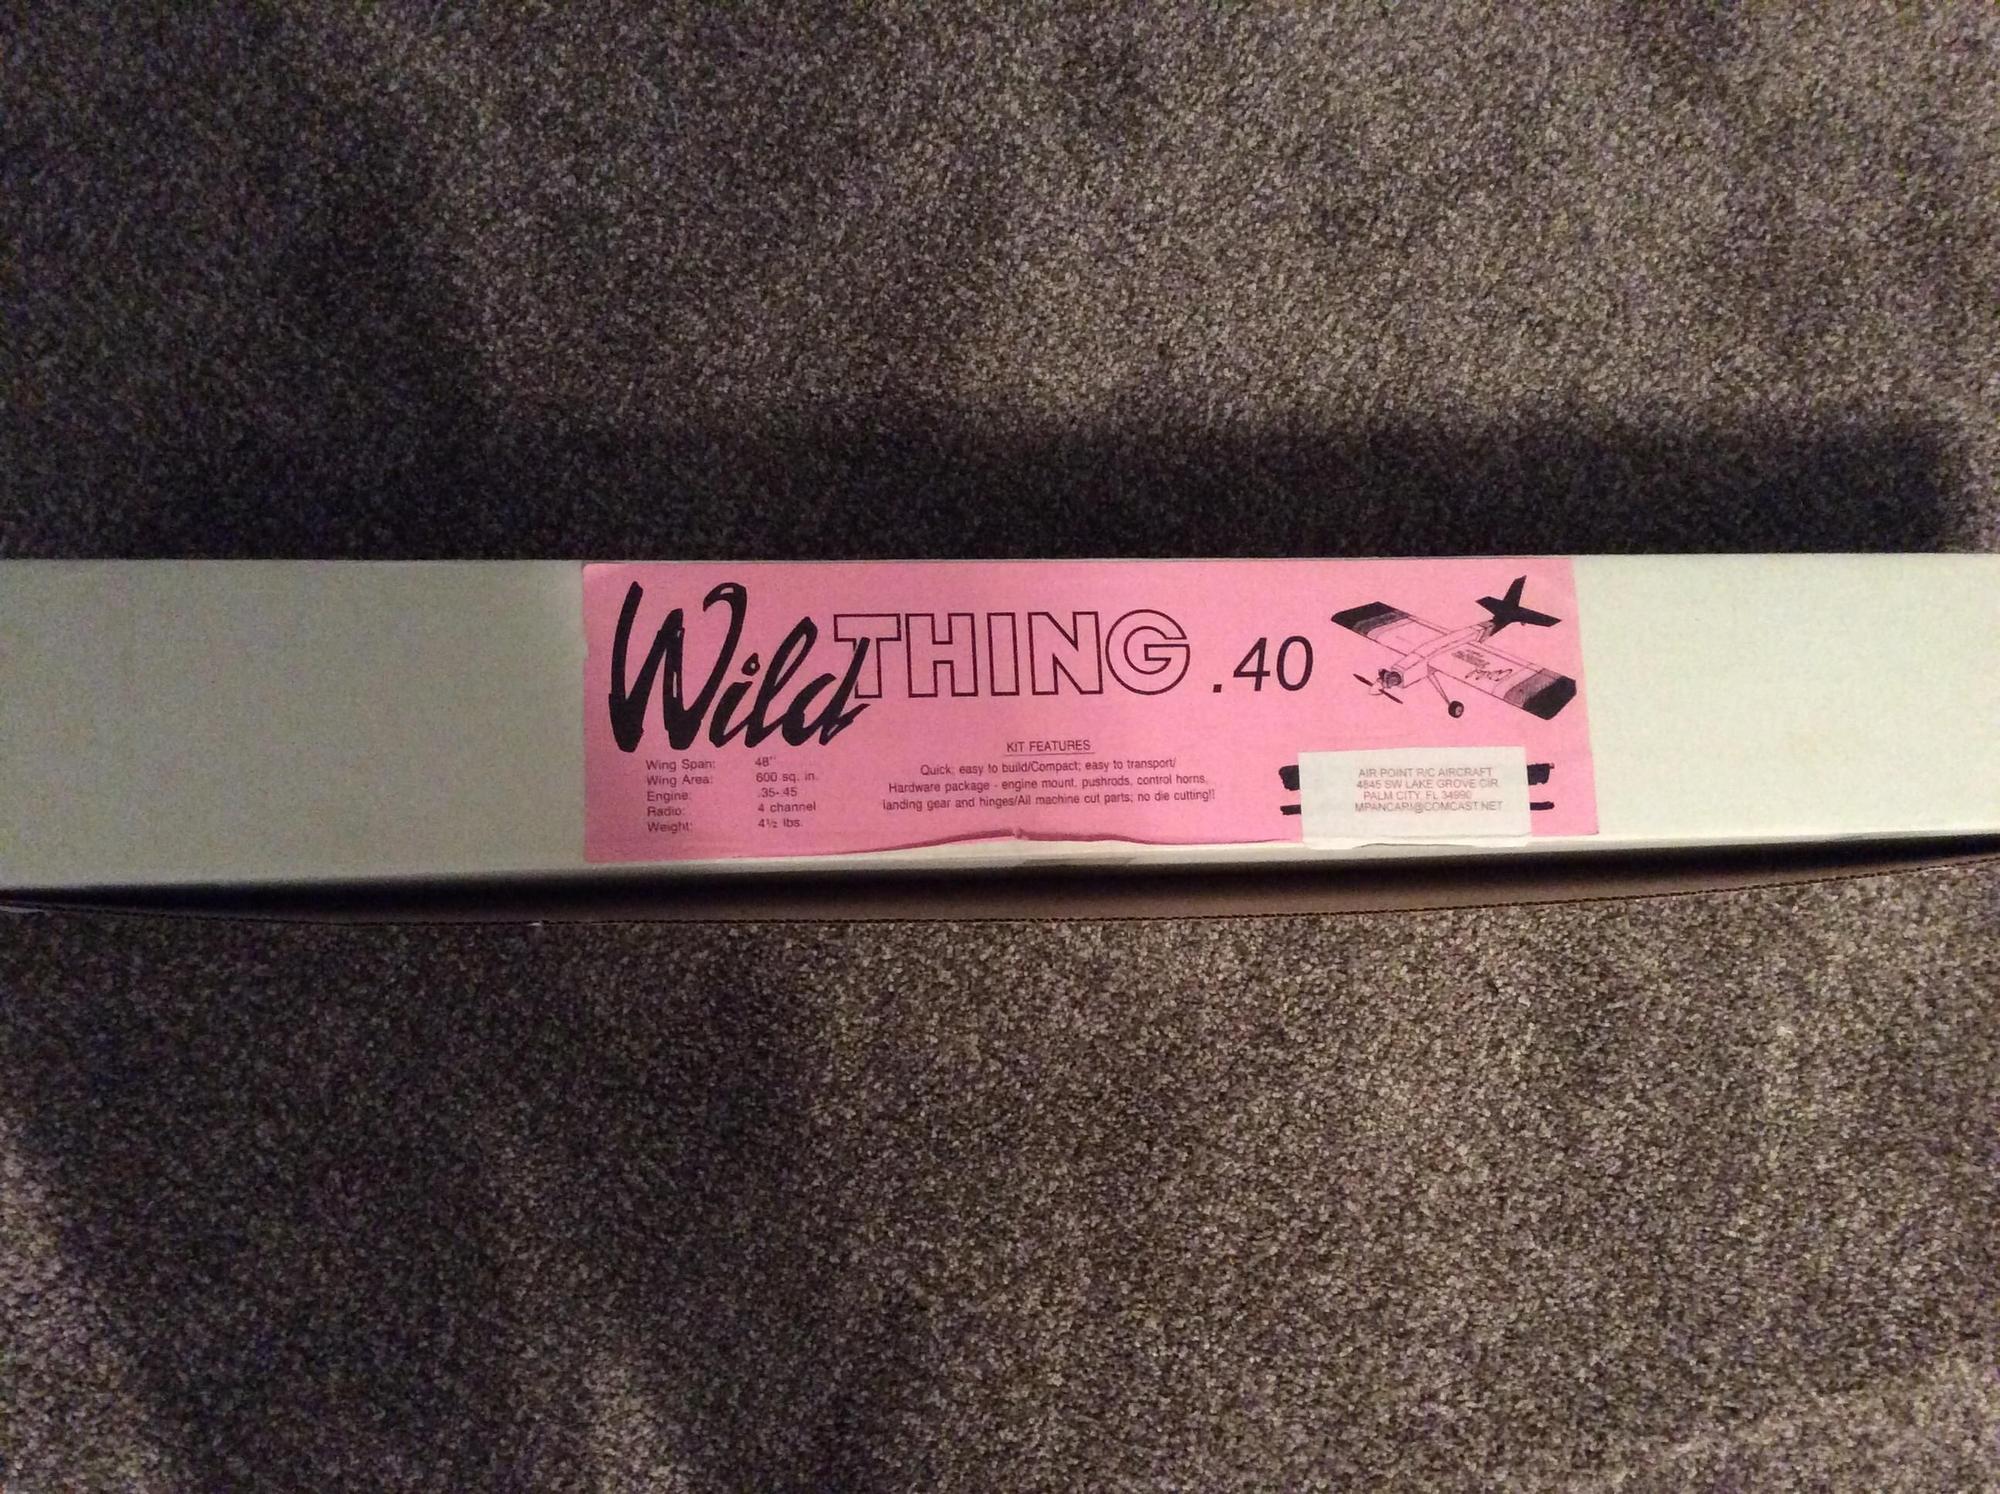 Wild THING .40
Wing Span: 48"
Wing Area: 600 sq. in.
Engine: .35-.45
Radio: 4 channel
Weight: 4½ lbs.
KIT FEATURES
Quick; easy to build/Compact; easy to transport/
Hardware package - engine mount, pushrods, control horns,
landing gear and hinges/All machine cut parts; no die cutting!!
AIR POINT R/C AIRCRAFT
4845 SW LAKE GROVE CIR
PALM CITY, FL 34990
MPANCARI@COMCAST.NET